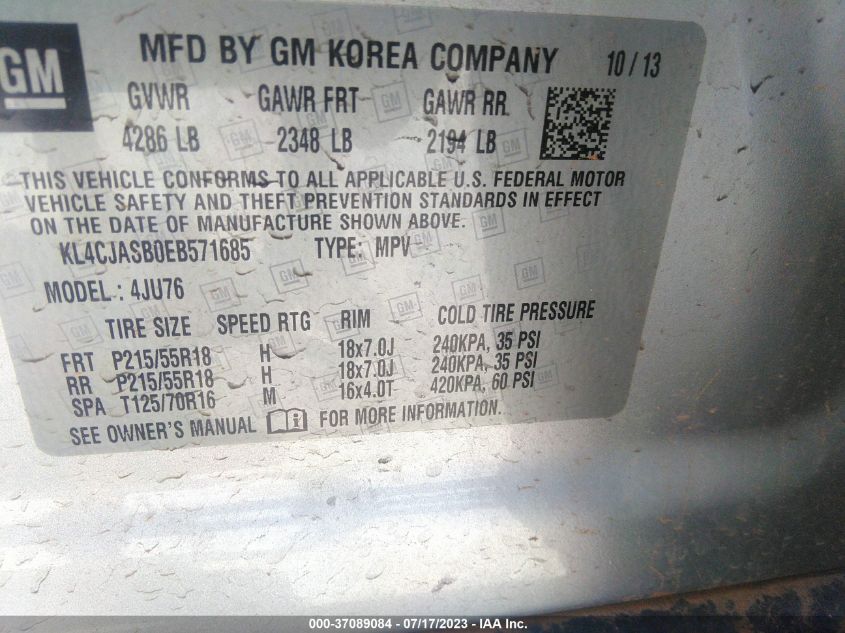 GM
MFD BY GM KOREA COMPANY 10 / 13
GVWR GAWR FRT GAWR RR
4286 LB 2348 LB 2194 LB
THIS VEHICLE CONFORMS TO ALL APPLICABLE U.S. FEDERAL MOTOR
VEHICLE SAFETY AND THEFT PREVENTION STANDARDS IN EFFECT
ON THE DATE OF MANUFACTURE SHOWN ABOVE.
KL4CJASB0EB571685 TYPE: MPV
MODEL : 4JU76
TIRE SIZE SPEED RTG RIM COLD TIRE PRESSURE
FRT P215/55R18 H 18x7.0J 240KPA, 35 PSI
RR P215/55R18 H 18x7.0J 240KPA, 35 PSI
SPA T125/70R16 M 16x4.0T 420KPA, 60 PSI
SEE OWNER'S MANUAL i FOR MORE INFORMATION.
000-37089084 - 07/17/2023 - IAA, Inc.